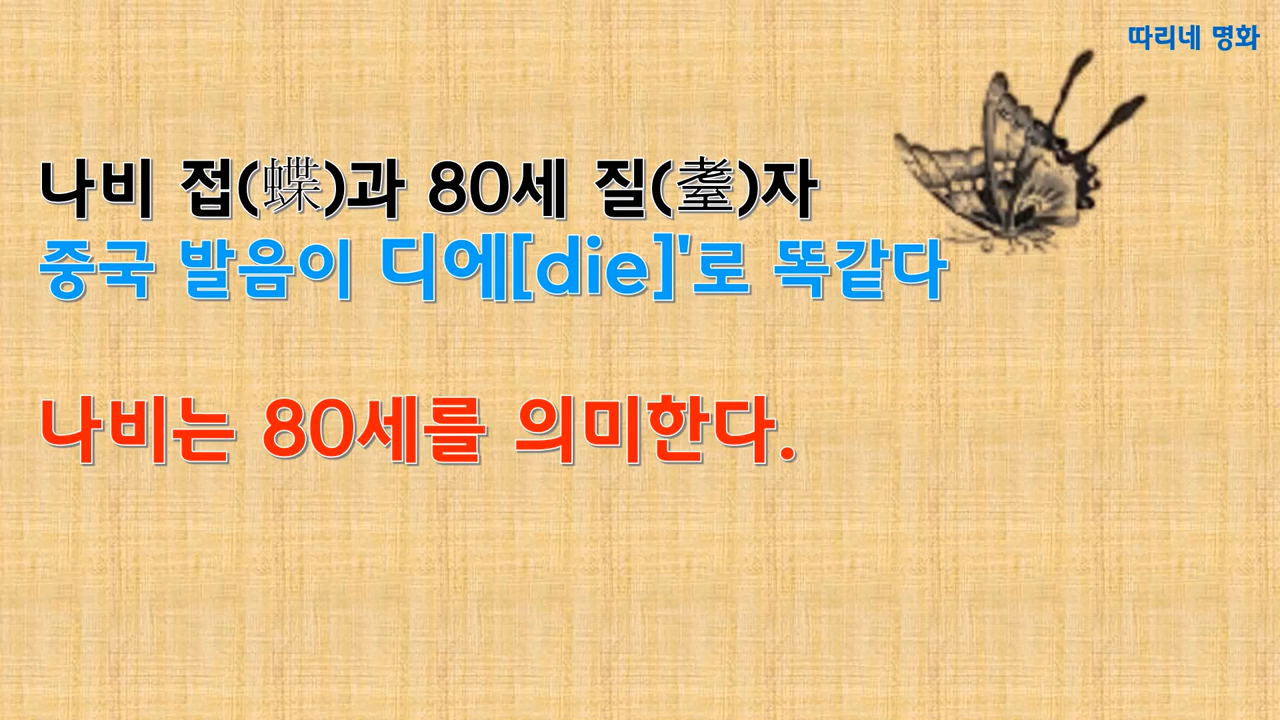 따리네 명화
나비 접(蝶)과 80세 질(耋)자
중국 발음이 디에[die]'로 똑같다
나비는 80세를 의미한다.